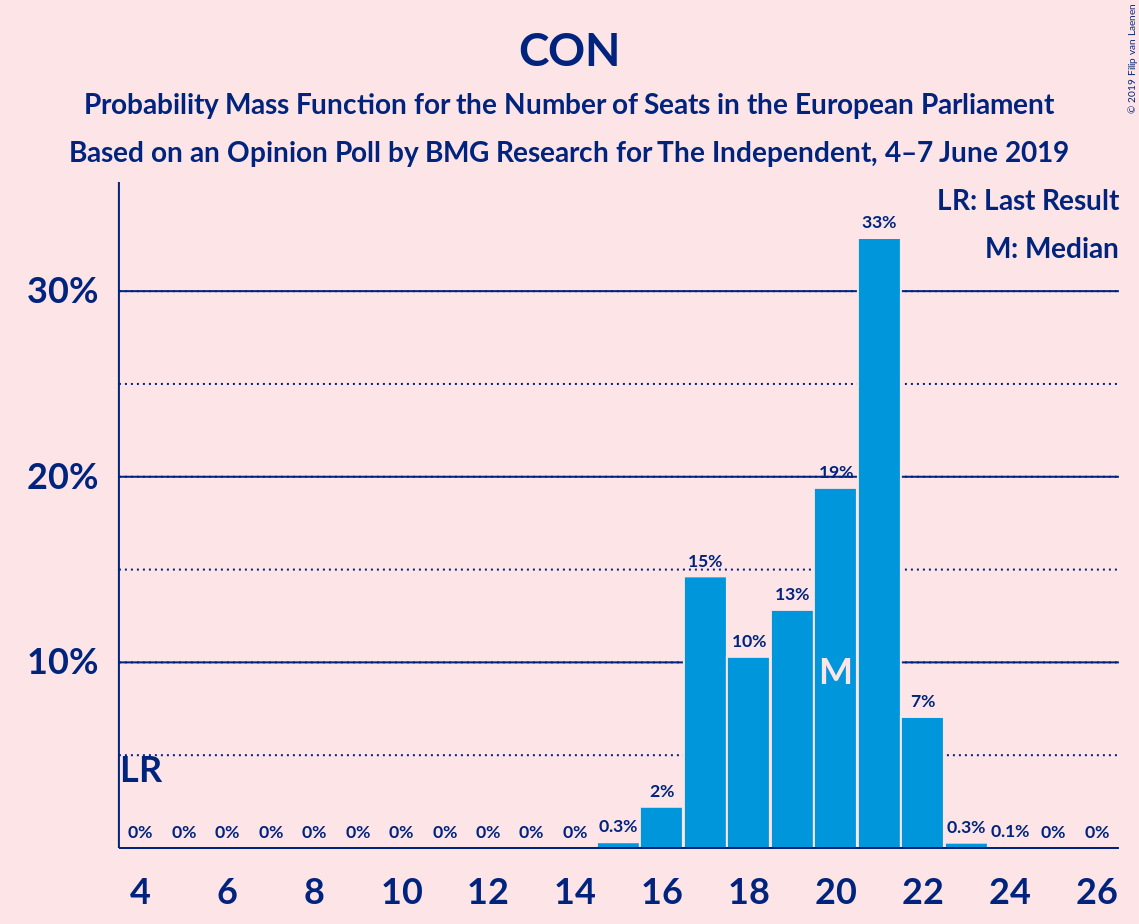 CON
Probability Mass Function for the Number of Seats in the European Parliament
Based on an Opinion Poll by BMG Research for The Independent, 4–7 June 2019
© 2019 Filip van Laenen
LR: Last Result
M: Median
33%
30%
20%
19%
15%
13%
10%
10%
M
7%
LR
2%
0% 0% 0% 0% 0% 0% 0% 0% 0% 0% 0% 0.3% 0.3% 0.1% 0% 0%
4 6 8 10 12 14 16 18 20 22 24 26